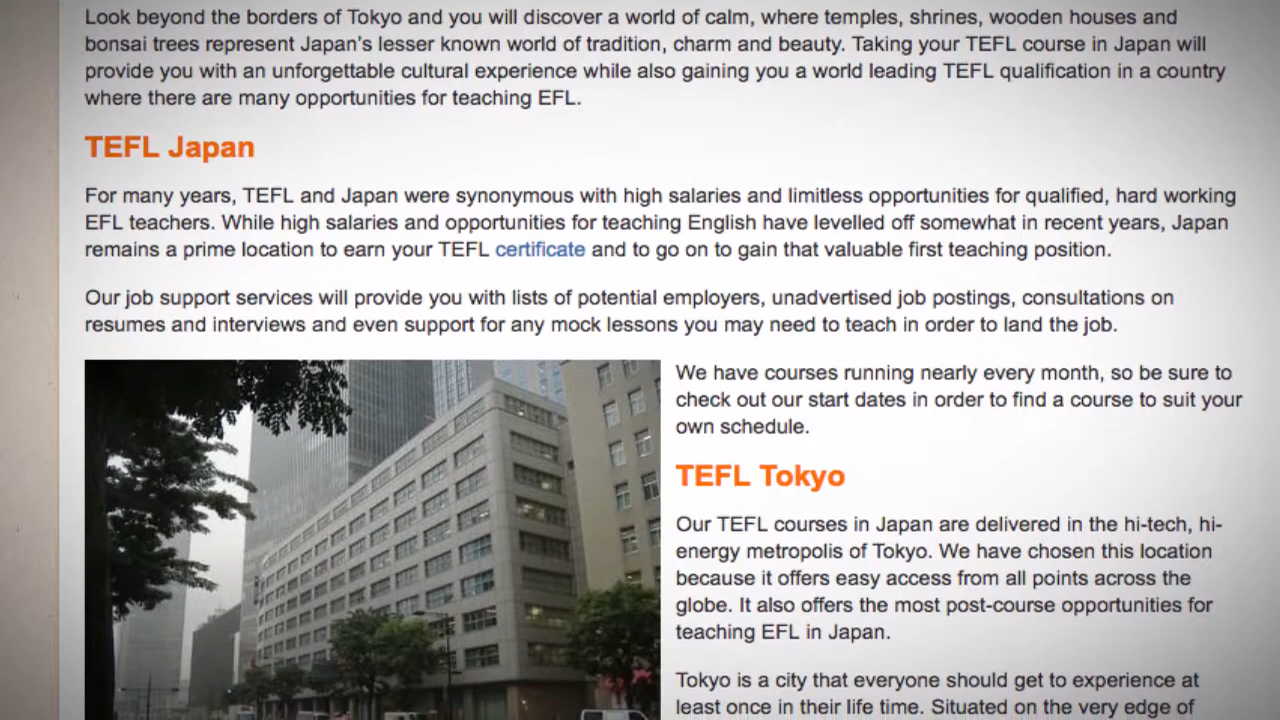 Look beyond the borders of Tokyo and you will discover a world of calm, where temples, shrines, wooden houses and
bonsai trees represent Japan's lesser known world of tradition, charm and beauty. Taking your TEFL course in Japan will
provide you with an unforgettable cultural experience while also gaining you a world leading TEFL qualification in a country
where there are many opportunities for teaching EFL.
TEFL Japan
For many years, TEFL and Japan were synonymous with high salaries and limitless opportunities for qualified, hard working
EFL teachers. While high salaries and opportunities for teaching English have levelled off somewhat in recent years, Japan
remains a prime location to earn your TEFL certificate and to go on to gain that valuable first teaching position.
Our job support services will provide you with lists of potential employers, unadvertised job postings, consultations on
resumes and interviews and even support for any mock lessons you may need to teach in order to land the job.
We have courses running nearly every month, so be sure to
check out our start dates in order to find a course to suit your
own schedule.
TEFL Tokyo
Our TEFL courses in Japan are delivered in the hi-tech, hi-
energy metropolis of Tokyo. We have chosen this location
because it offers easy access from all points across the
globe. It also offers the most post-course opportunities for
teaching EFL in Japan.
Tokyo is a city that everyone should get to experience at
least once in their life time. Situated on the very edge of